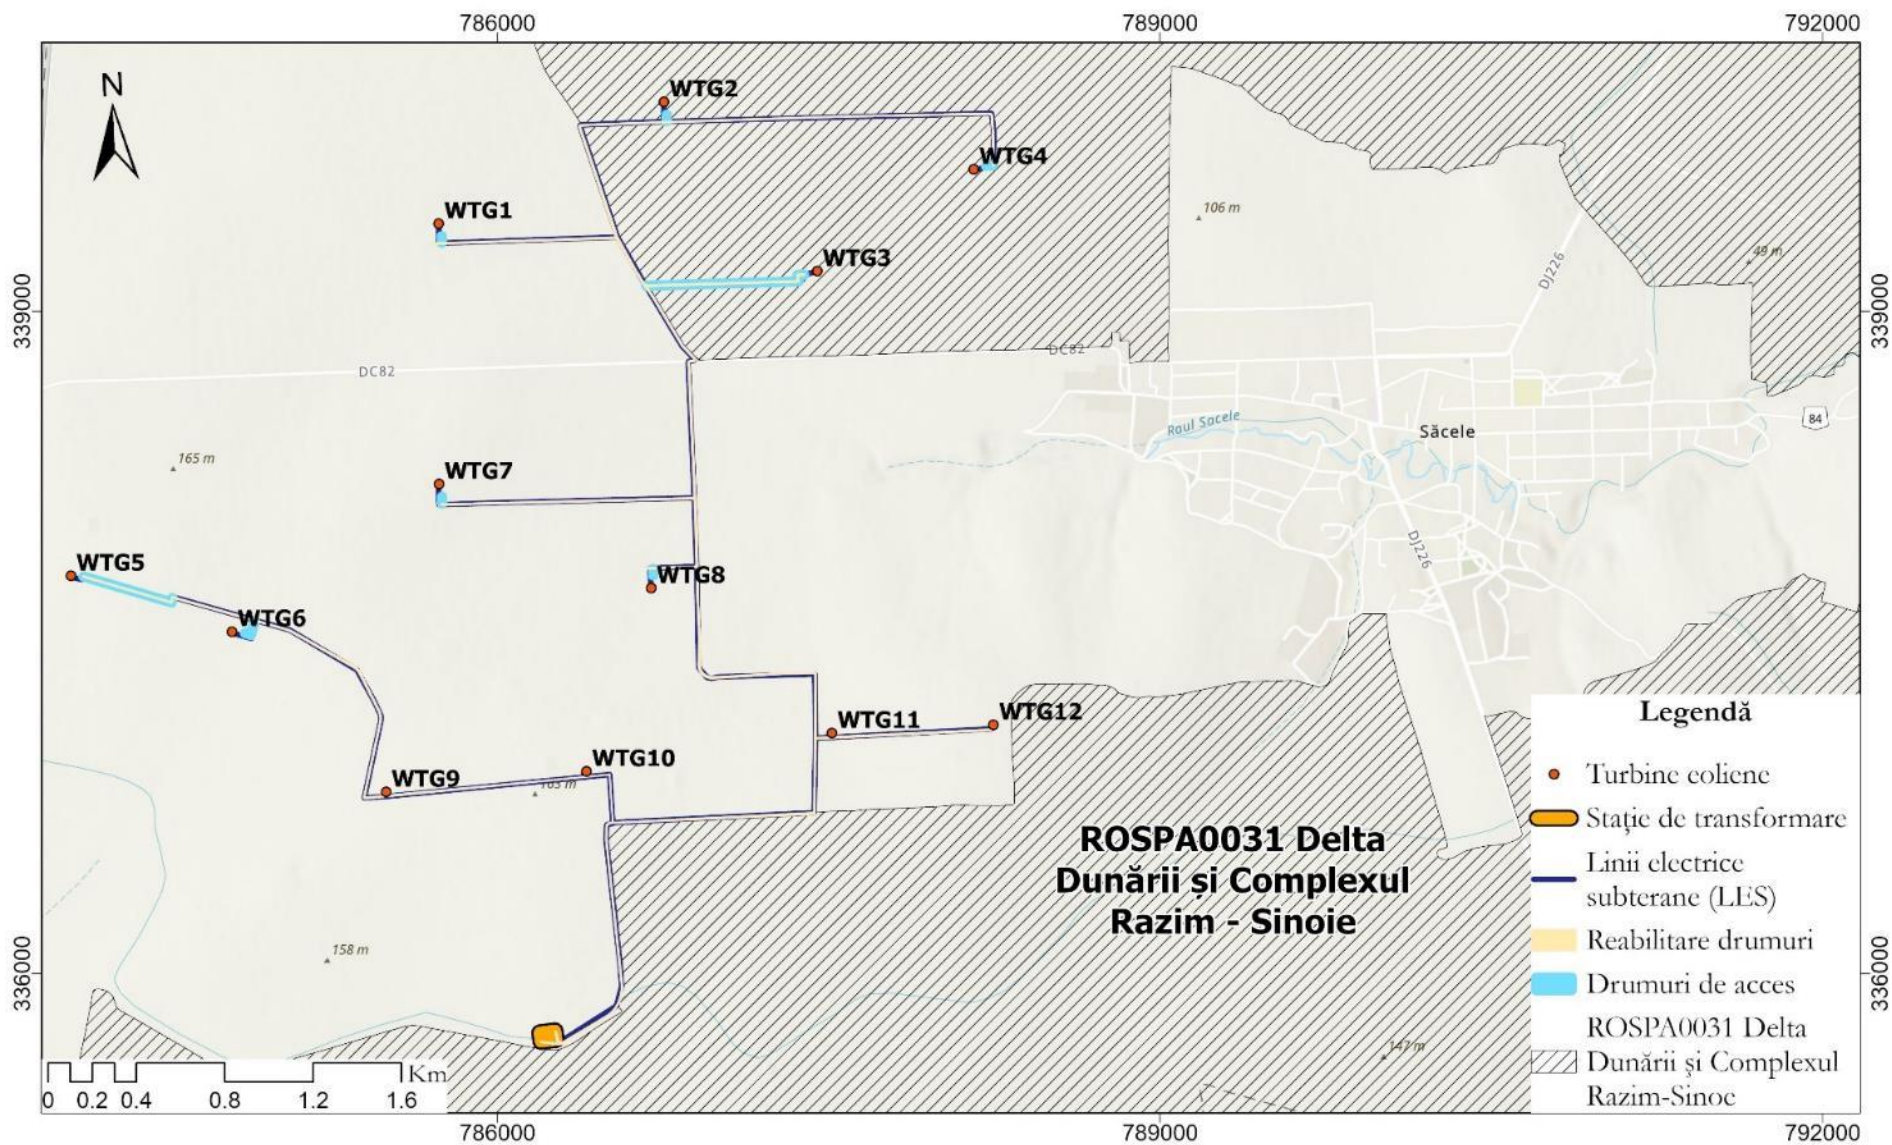 786000
789000
792000
N
WTG2
WTG4
WTG1
106 m
WTG3
49 m
DJ226
339000
339000
DC82
DC82
84
Raul Sacele
Săcele
165 m
WTG7
DJ226
WTG5
WTG8
WTG6
WTG11
WTG12
WTG10
WTG9
ROSPA0031 Delta
Dunării și Complexul
Razim - Sinoie
158 m
336000
336000
147 m
Legendă
Turbine eoliene
Stație de transformare
Linii electrice
subterane (LES)
Reabilitare drumuri
Drumuri de acces
ROSPA0031 Delta
Dunării şi Complexul
Razim-Sinoe
Km
0 0.2 0.4 0.8 1.2 1.6
786000
789000
792000